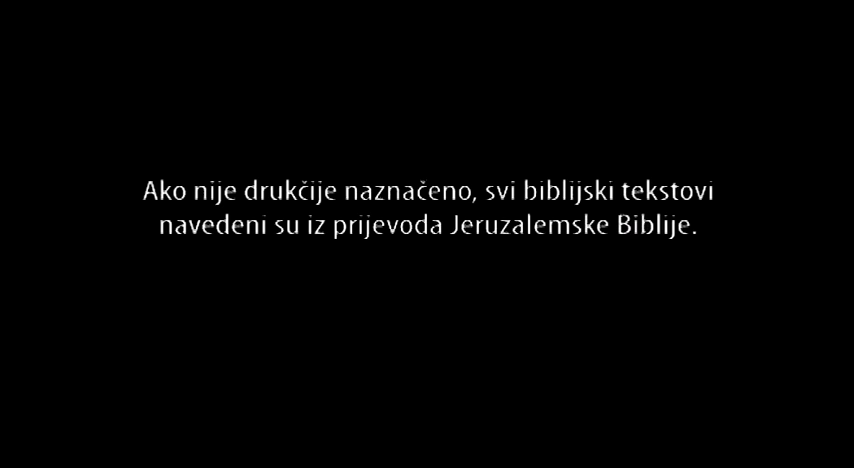 Ako nije drukčije naznačeno, svi biblijski tekstovi
navedeni su iz prijevoda Jeruzalemske Biblije.